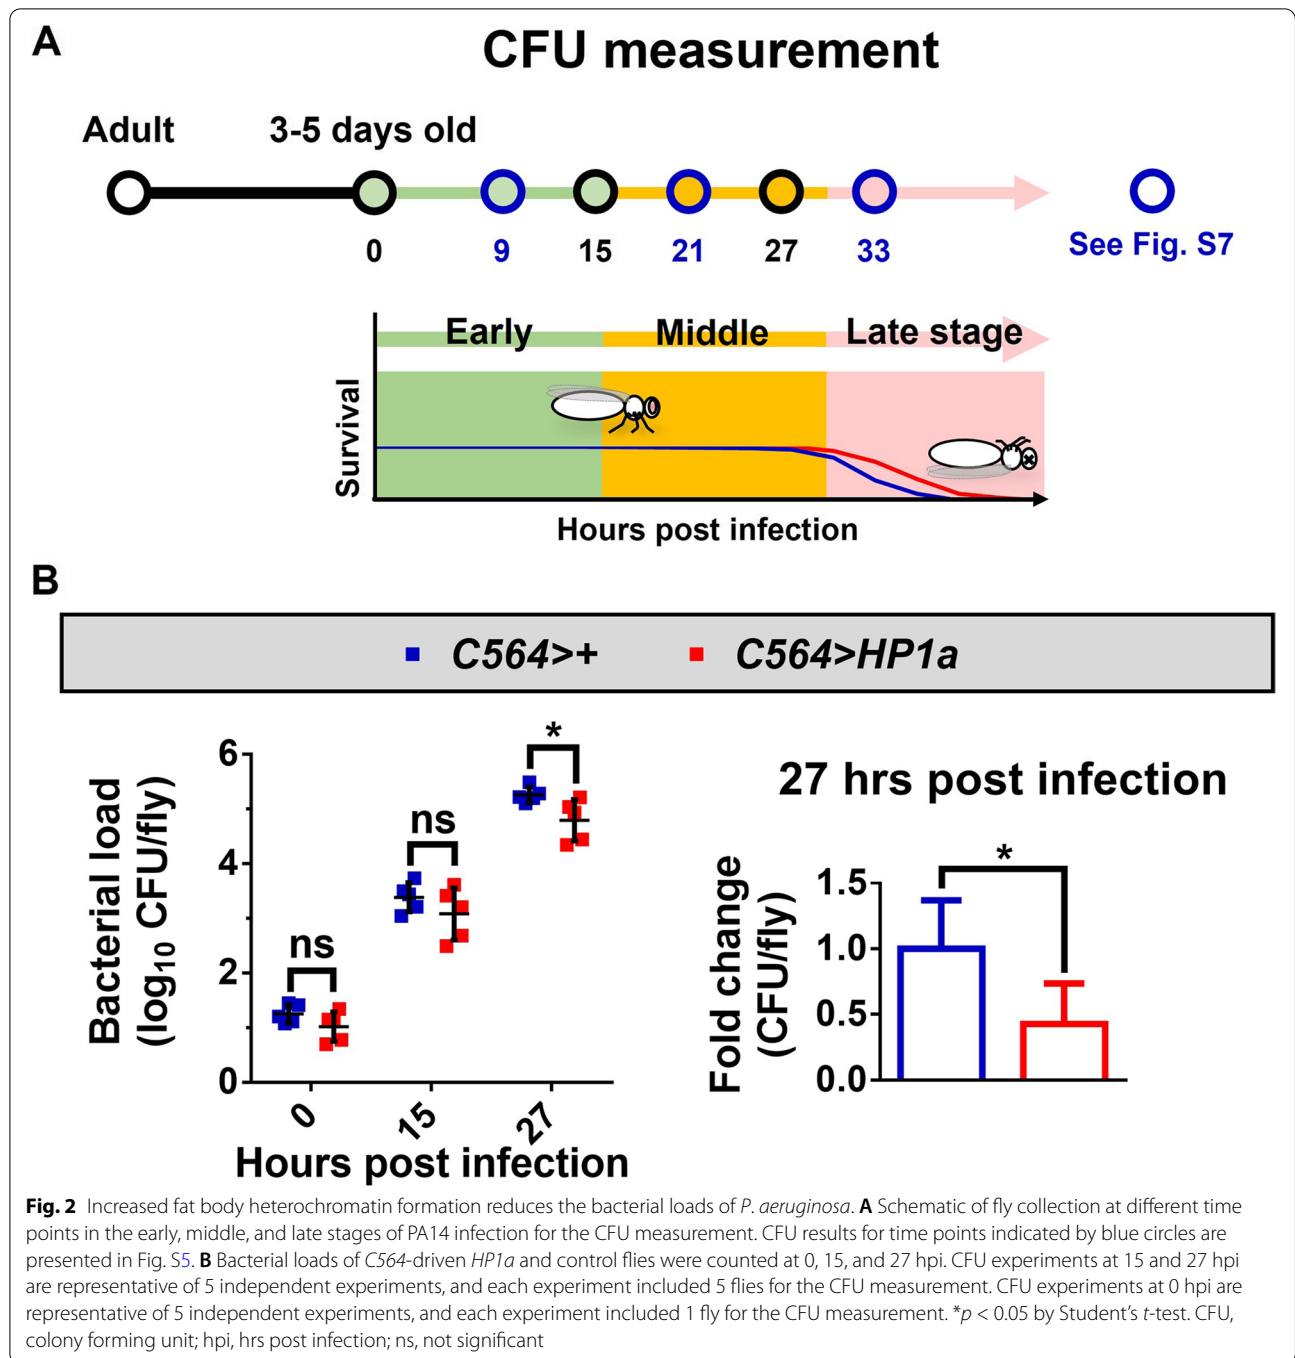 A
CFU measurement
Adult
3-5 days old
0
9
15
21
27
33
See Fig. S7
Early
Middle
Late stage
Survival
Hours post infection
B
C564>+
C564>HP1a
Bacterial load
(log10 CFU/fly)
6
4
2
0
ns
ns
*
0
15
27
Hours post infection
27 hrs post infection
Fold change
(CFU/fly)
1.5
1.0
0.5
0.0
*
Fig. 2 Increased fat body heterochromatin formation reduces the bacterial loads of P. aeruginosa. A Schematic of fly collection at different time
points in the early, middle, and late stages of PA14 infection for the CFU measurement. CFU results for time points indicated by blue circles are
presented in Fig. S5. B Bacterial loads of C564-driven HP1a and control flies were counted at 0, 15, and 27 hpi. CFU experiments at 15 and 27 hpi
are representative of 5 independent experiments, and each experiment included 5 flies for the CFU measurement. CFU experiments at 0 hpi are
representative of 5 independent experiments, and each experiment included 1 fly for the CFU measurement. *p < 0.05 by Student's t-test. CFU,
colony forming unit; hpi, hrs post infection; ns, not significant